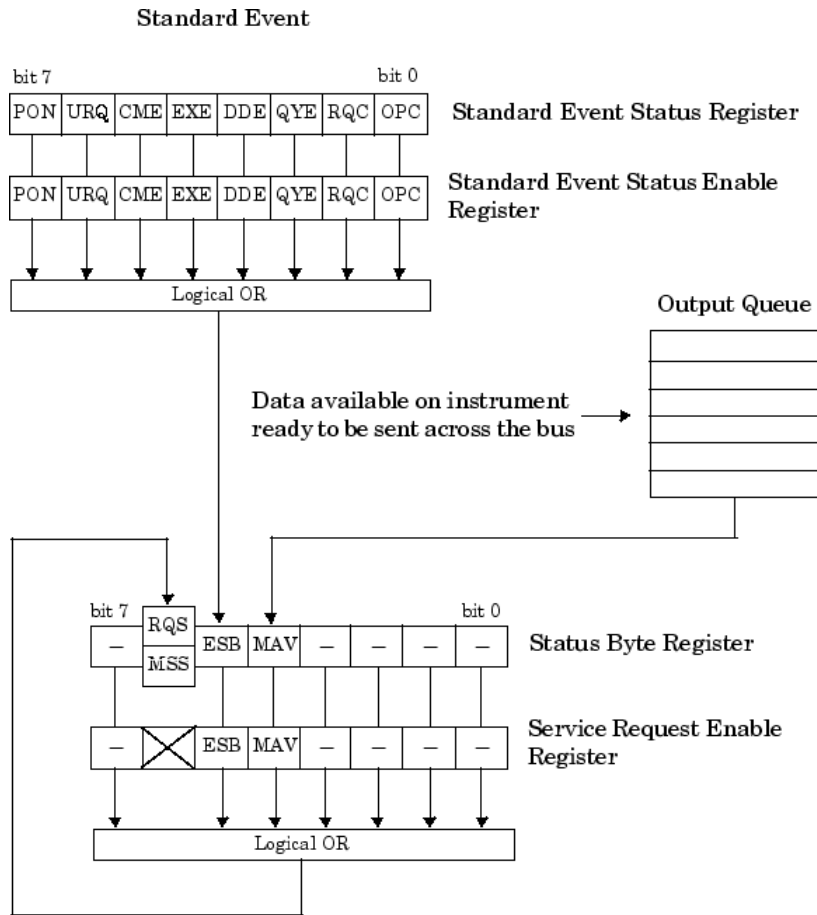 Standard Event
bit 7 bit 0
PON URQ CME EXE DDE QYE RQC OPC
Standard Event Status Register
PON URQ CME EXE DDE QYE RQC OPC
Standard Event Status Enable
Register
Logical OR
Output Queue
Data available on instrument
ready to be sent across the bus
bit 7 bit 0
– RQS MSS ESB MAV – – – –
Status Byte Register
– ESB MAV – – – –
Service Request Enable
Register
Logical OR